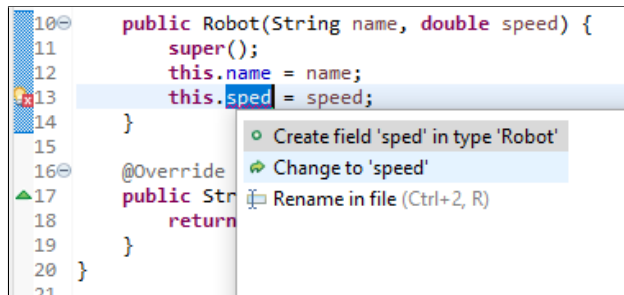 10 public Robot(String name, double speed) {
11 super();
12 this.name = name;
13 this.sped = speed;
14 }
15
16 @Override
17 public Str
18 return
19 }
20 }
21
Create field 'sped' in type 'Robot'
Change to 'speed'
Rename in file (Ctrl+2, R)